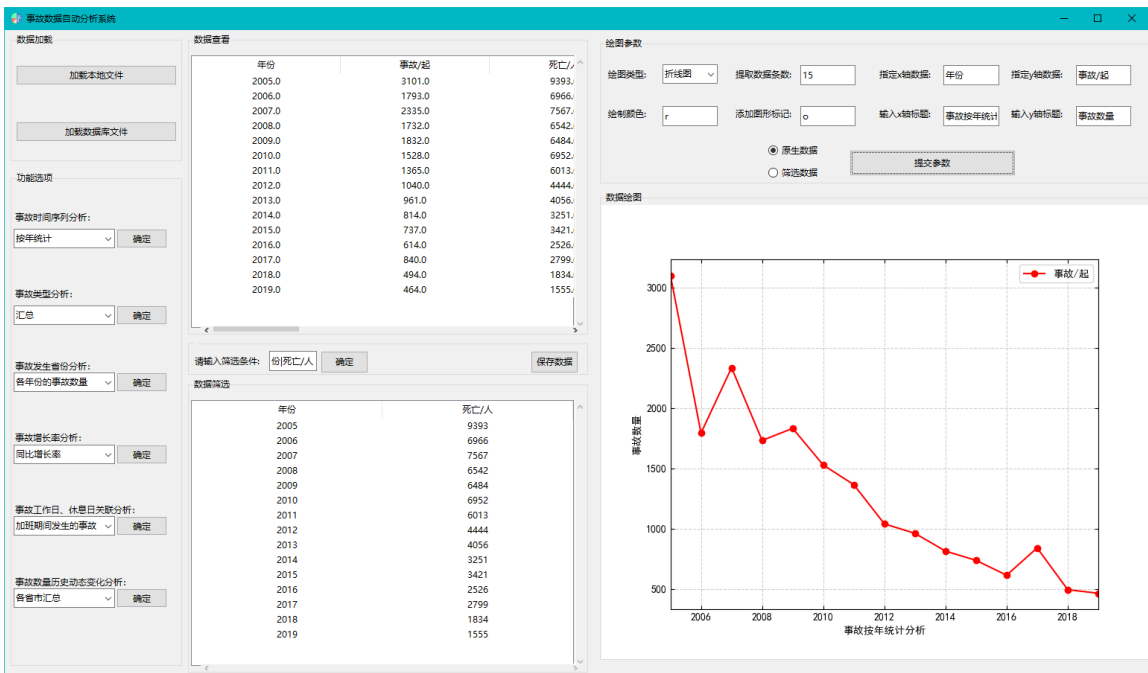 事故数据自动分析系统
数据加载
加载本地文件
加载数据库文件
功能选项
事故时间序列分析:
按年统计 确定
事故类型分析:
汇总 确定
事故发生省份分析:
各年份的事故数量 确定
事故增长率分析:
同比增长率 确定
事故工作日、休息日关联分析:
加班期间发生的事故 确定
事故数量历史动态变化分析:
各省市汇总 确定
数据查看
年份 事故/起 死亡/
2005.0 3101.0 9393.
2006.0 1793.0 6966.
2007.0 2335.0 7567.
2008.0 1732.0 6542.
2009.0 1832.0 6484.
2010.0 1528.0 6952.
2011.0 1365.0 6013.
2012.0 1040.0 4444.
2013.0 961.0 4056.
2014.0 814.0 3251.
2015.0 737.0 3421.
2016.0 614.0 2526.
2017.0 840.0 2799.
2018.0 494.0 1834.
2019.0 464.0 1555.
请输入筛选条件: 份|死亡/人 确定 保存数据
数据筛选
年份 死亡/人
2005 9393
2006 6966
2007 7567
2008 6542
2009 6484
2010 6952
2011 6013
2012 4444
2013 4056
2014 3251
2015 3421
2016 2526
2017 2799
2018 1834
2019 1555
绘图参数
绘图类型: 折线图 提取数据条数: 15 指定x轴数据: 年份 指定y轴数据: 事故/起
绘制颜色: r 添加图形标记: o 输入x轴标题: 事故按年统计 输入y轴标题: 事故数量
原生数据
筛选数据
提交参数
数据绘图
事故/起
3000
2500
2000
1500
1000
500
事故数量
2006 2008 2010 2012 2014 2016 2018
事故按年统计分析